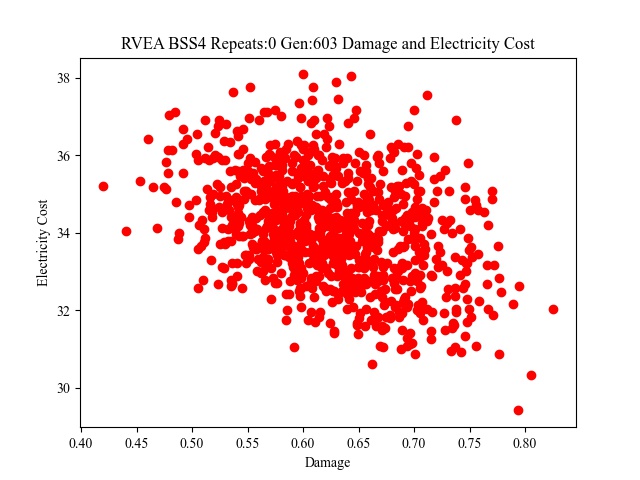 RVEA BSS4 Repeats:0 Gen:603 Damage and Electricity Cost
38
36
34
32
30
Electricity Cost
0.40 0.45 0.50 0.55 0.60 0.65 0.70 0.75 0.80
Damage